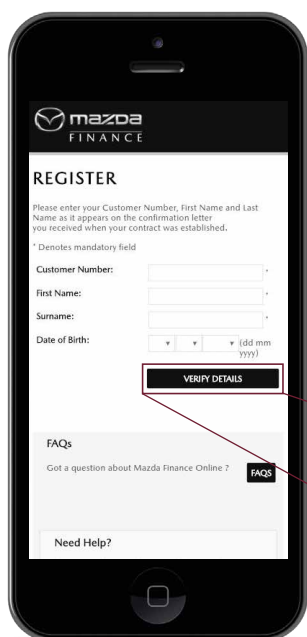 mazda
FINANCE
REGISTER
Please enter your Customer Number, First Name and Last
Name as it appears on the confirmation letter
you received when your contract was established.
* Denotes mandatory field
Customer Number: *
First Name: *
Surname: *
Date of Birth: (dd mm
yyyy)
VERIFY DETAILS
FAQs
Got a question about Mazda Finance Online ? FAQS
Need Help?